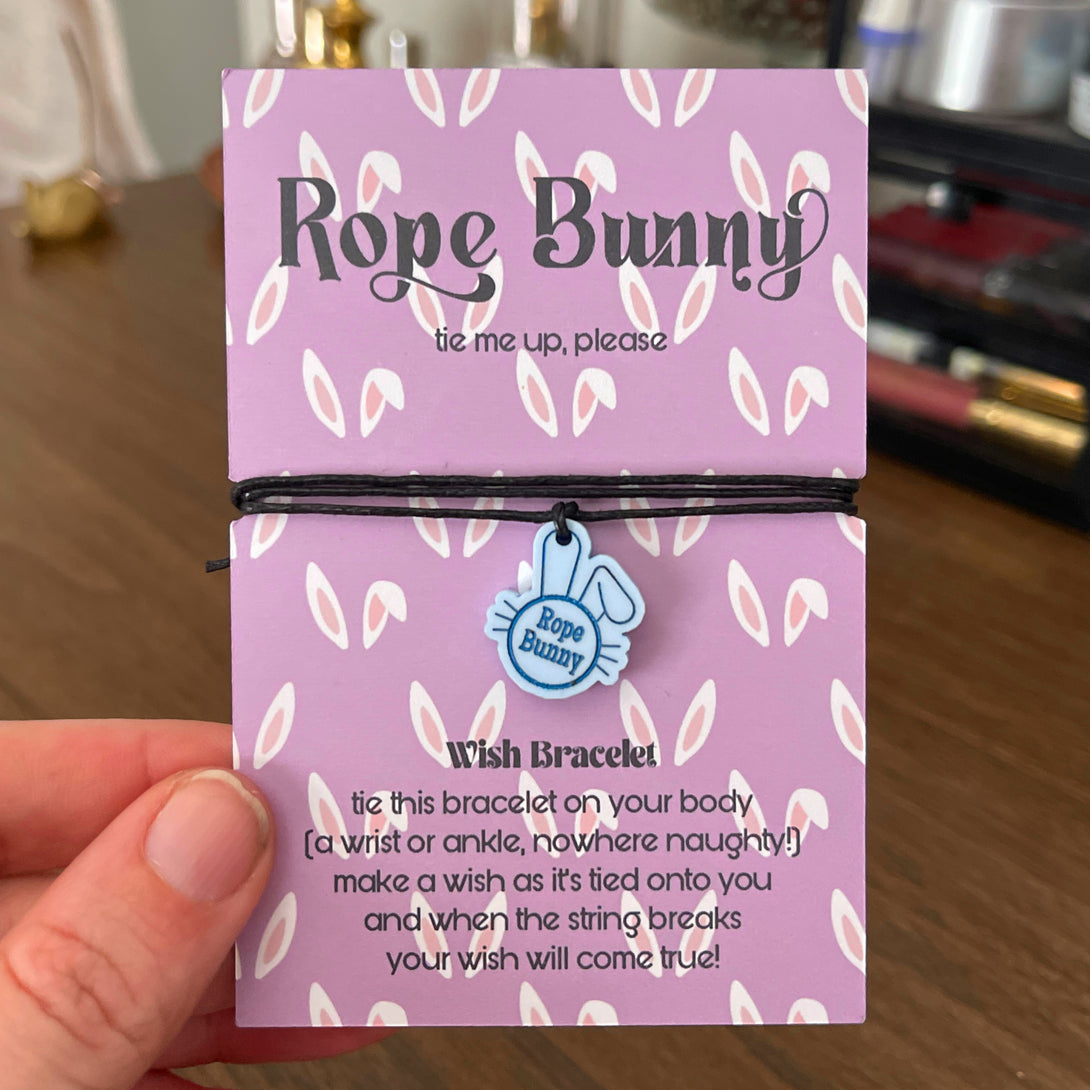 Rope Bunny
tie me up, please
Rope
Bunny
Wish Bracelet
tie this bracelet on your body
(a wrist or ankle, nowhere naughty!)
make a wish as it's tied onto you
and when the string breaks
your wish will come true!